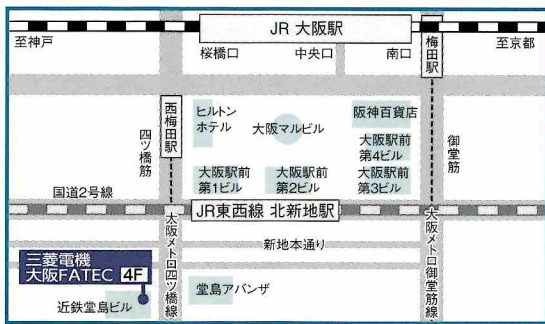 JR 大阪駅
梅田駅
至神戸
桜橋口
中央口
南口
至京都
西梅田駅
四ツ橋筋
ヒルトン
ホテル
大阪マルビル
阪神百貨店
御堂筋
大阪駅前
第4ビル
大阪駅前
第1ビル
大阪駅前
第2ビル
大阪駅前
第3ビル
国道2号線
JR東西線 北新地駅
大阪メトロ四ツ橋線
新地本通り
大阪メトロ御堂筋線
三菱電機
大阪FATEC 4F
堂島アバンザ
近鉄堂島ビル